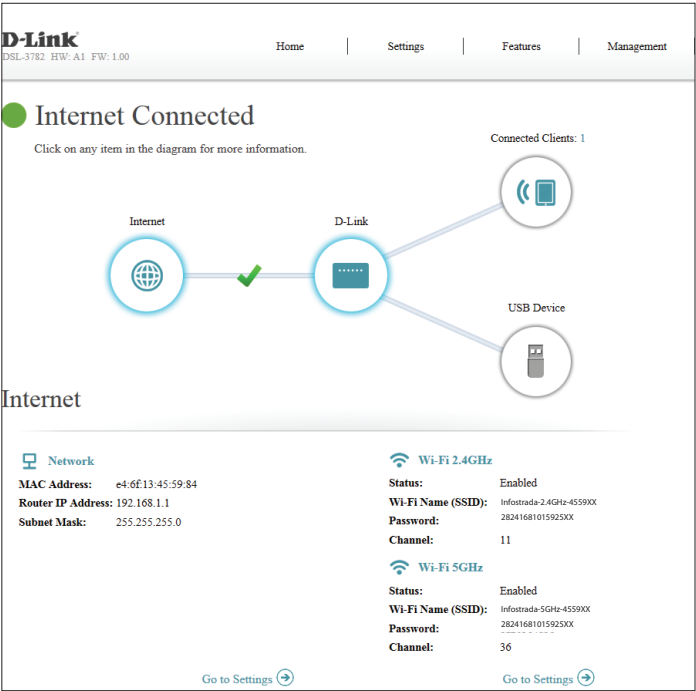 D-Link
DSL-3782 HW: A1 FW: 1.00
Home
Settings
Features
Management
Internet Connected
Click on any item in the diagram for more information.
Connected Clients: 1
Internet
D-Link
USB Device
Internet
Network
MAC Address: e4:6f:13:45:59:84
Router IP Address: 192.168.1.1
Subnet Mask: 255.255.255.0
Go to Settings
Wi-Fi 2.4GHz
Status: Enabled
Wi-Fi Name (SSID): Infostrada-2.4GHz-4559XX
Password: 28241681015925XX
Channel: 11
Wi-Fi 5GHz
Status: Enabled
Wi-Fi Name (SSID): Infostrada-5GHz-4559XX
Password: 28241681015925XX
Channel: 36
Go to Settings